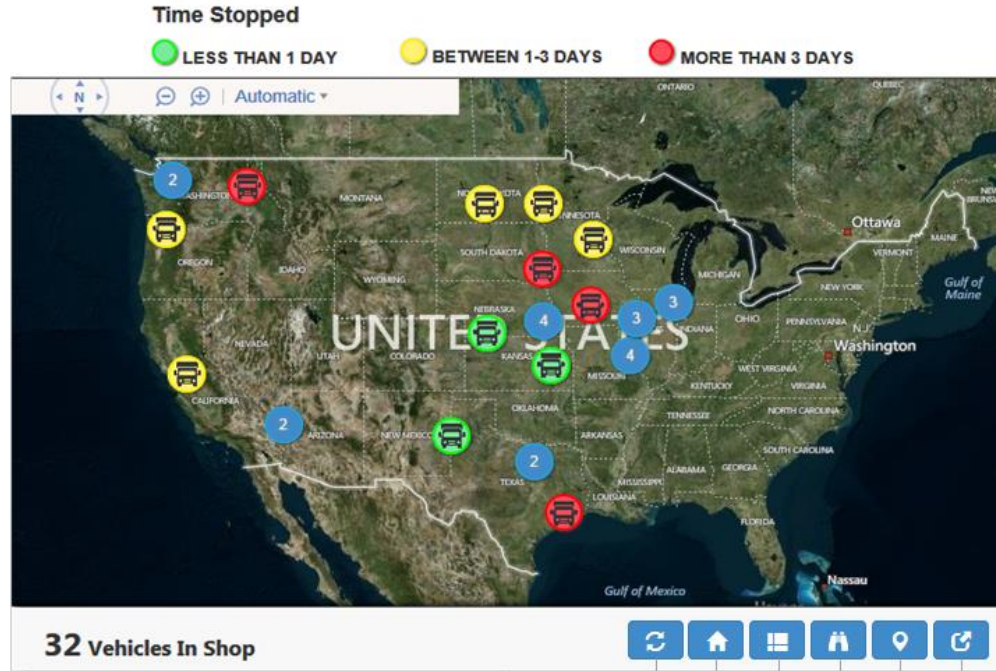 Time Stopped
LESS THAN 1 DAY BETWEEN 1-3 DAYS MORE THAN 3 DAYS
N Automatic
ONTARIO QUEBEC
2
MONTANA
Ottawa
MAINE
OREGON
SOUTH DAKOTA WISCONSIN
VERMONT
IDAHO
MICHIGAN
WYOMING
NEW YORK
Gulf of
Maine
3
NEBRASKA
4 3
OHIO PENNSYLVANIA
UNITED STATES
INDIANA
N.J.
NEVADA
UTAH COLORADO KANSAS
4
Washington
MISSOURI
WEST VIRGINIA
KENTUCKY VIRGINIA
CALIFORNIA
OKLAHOMA
TENNESSEE NORTH CAROLINA
2
ARIZONA NEW MEXICO ARKANSAS
SOUTH CAROLINA
2
TEXAS
MISSISSIPPI ALABAMA GEORGIA
LOUISIANA
FLORIDA
Nassau
Gulf of Mexico
32 Vehicles In Shop